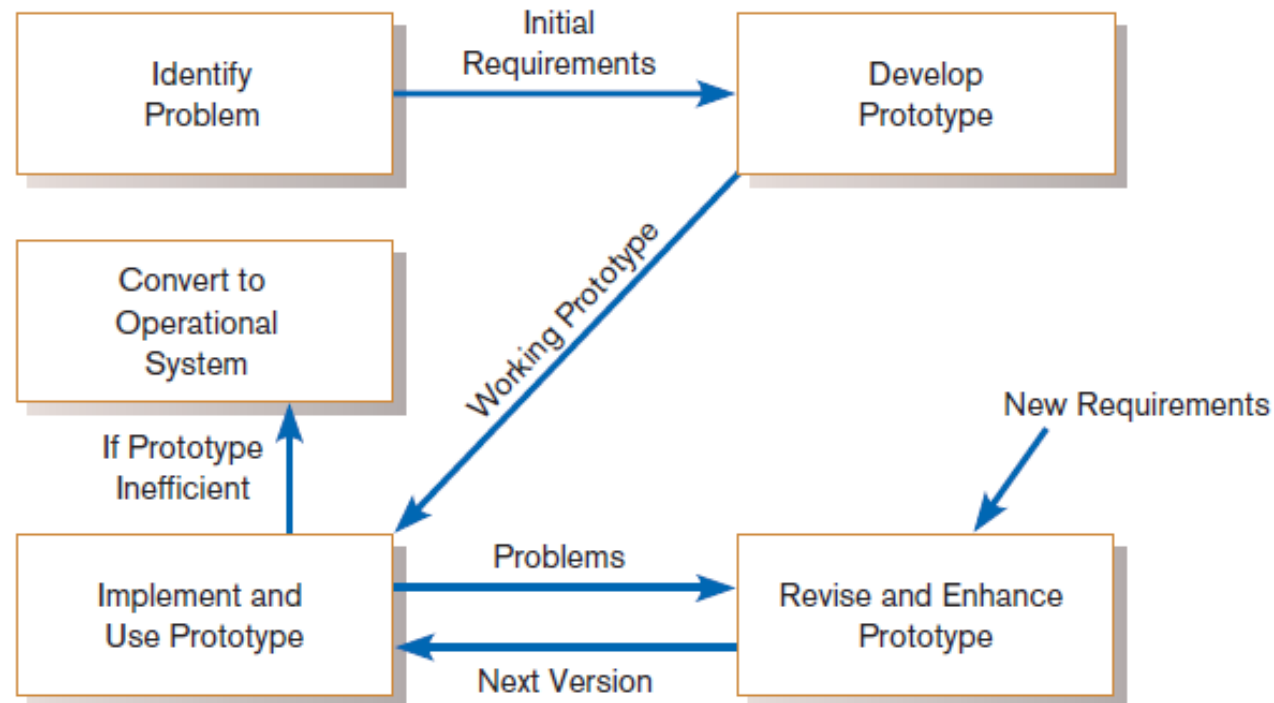 Identify
Problem
Initial
Requirements
Develop
Prototype
Convert to
Operational
System
Working Prototype
New Requirements
If Prototype
Inefficient
Implement and
Use Prototype
Problems
Next Version
Revise and Enhance
Prototype